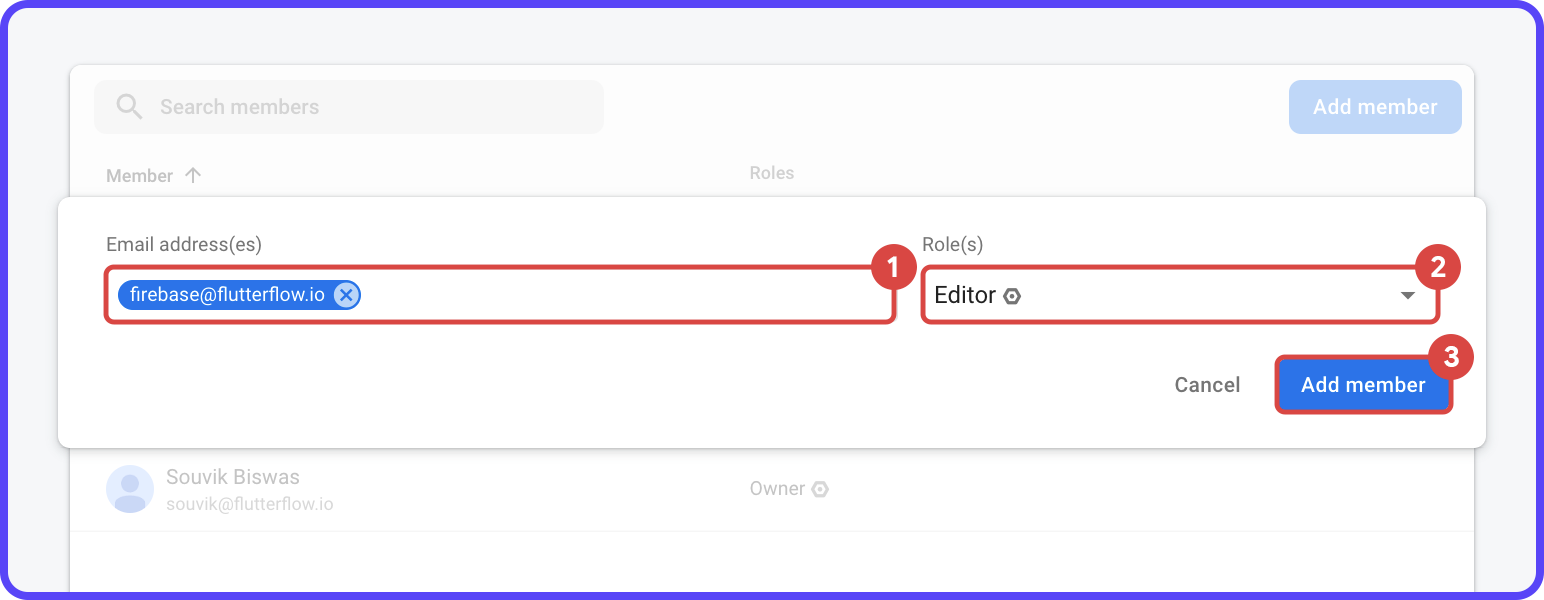 Search members
Add member
Member
Roles
Email address(es)
Role(s)
1
2
firebase@flutterflow.io
Editor
3
Cancel
Add member
Souvik Biswas
souvik@flutterflow.io
Owner